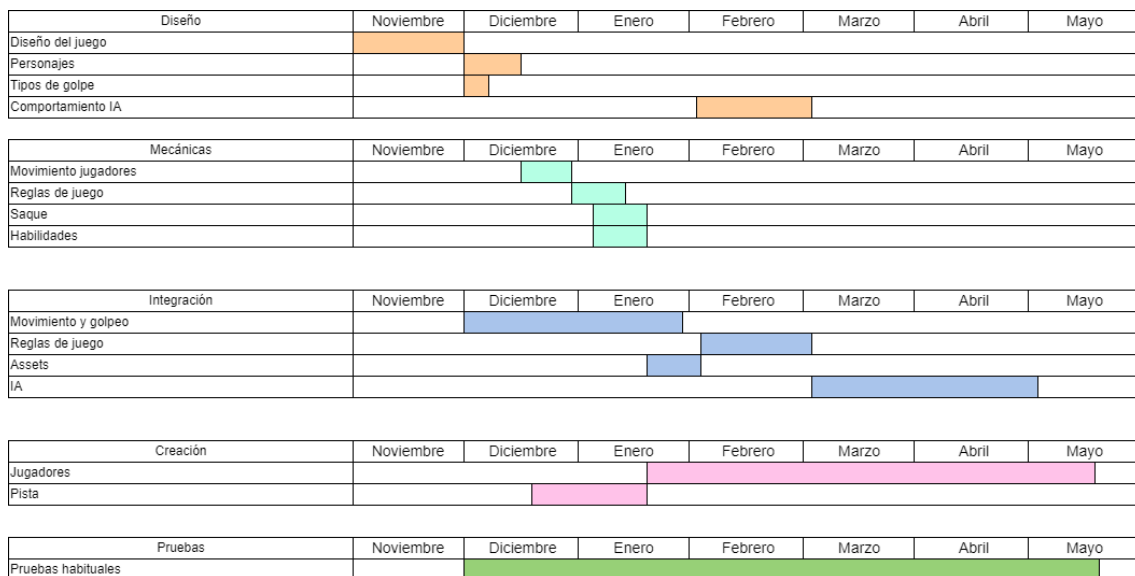 Diseño Noviembre Diciembre Enero Febrero Marzo Abril Mayo
Diseño del juego
Personajes
Tipos de golpe
Comportamiento IA
Mecánicas Noviembre Diciembre Enero Febrero Marzo Abril Mayo
Movimiento jugadores
Reglas de juego
Saque
Habilidades
Integración Noviembre Diciembre Enero Febrero Marzo Abril Mayo
Movimiento y golpeo
Reglas de juego
Assets
IA
Creación Noviembre Diciembre Enero Febrero Marzo Abril Mayo
Jugadores
Pista
Pruebas Noviembre Diciembre Enero Febrero Marzo Abril Mayo
Pruebas habituales